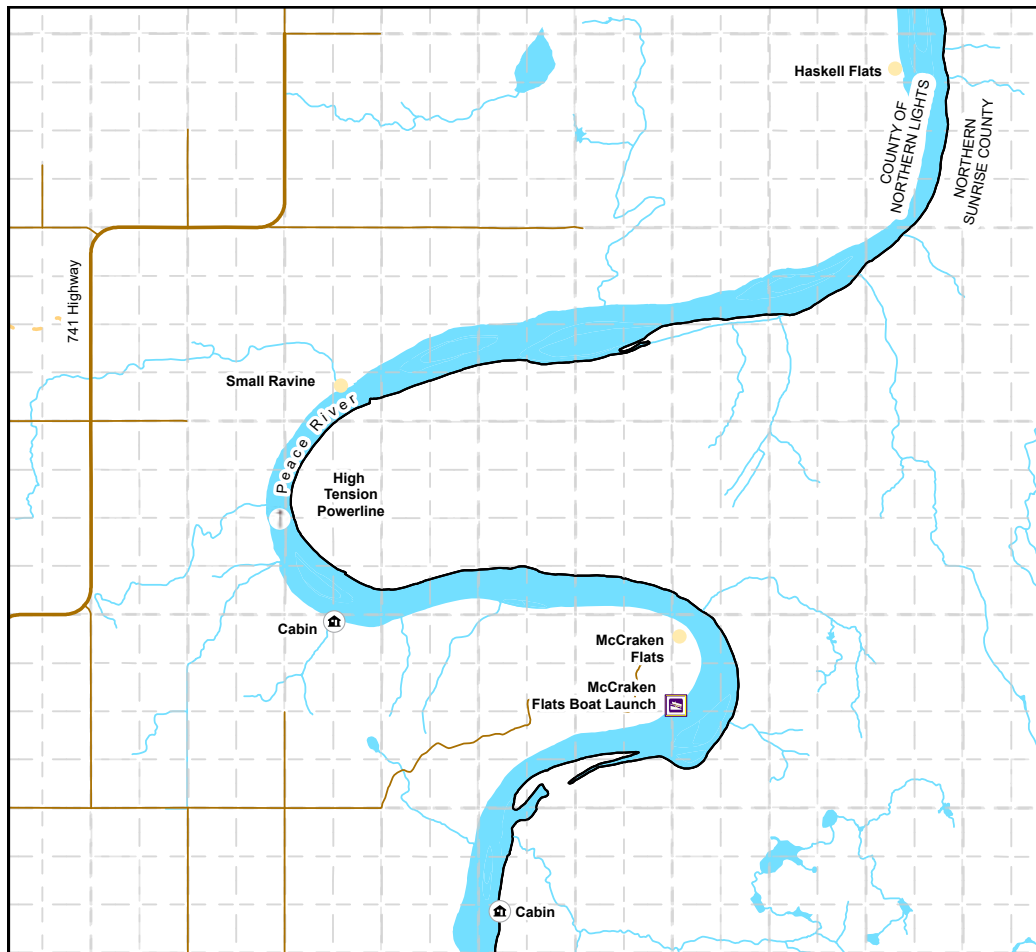 Haskell Flats
COUNTY OF
NORTHERN LIGHTS
NORTHERN
SUNRISE COUNTY
741 Highway
Small Ravine
Peace River
High
Tension
Powerline
Cabin
McCraken
Flats
McCraken
Flats Boat Launch
Cabin